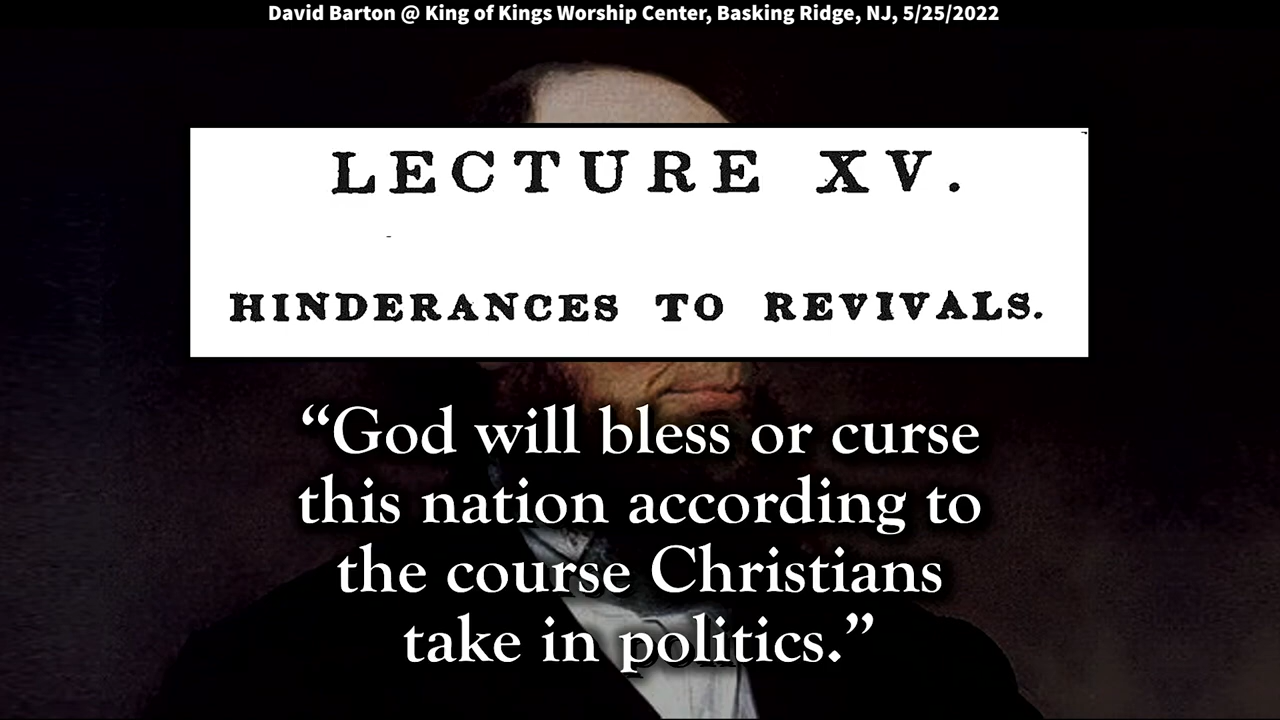 David Barton @ King of Kings Worship Center, Basking Ridge, NJ, 5/25/2022
LECTURE XV.
HINDERANCES TO REVIVALS.
“God will bless or curse
this nation according to
the course Christians
take in politics.”